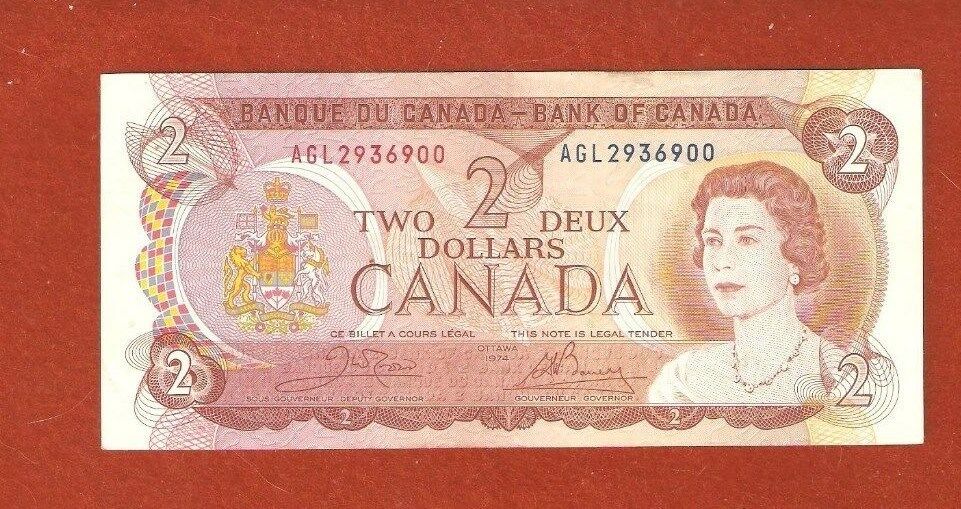 BANQUE DU CANADA — BANK OF CANADA
2 2
AGL2936900 AGL2936900
2
TWO DEUX
DOLLARS
CANADA
CE BILLET A COURS LÉGAL THIS NOTE IS LEGAL TENDER
OTTAWA
1974
2 2
SOUS GOUVERNEUR DEPUTY GOVERNOR GOUVERNEUR GOVERNOR
2 2